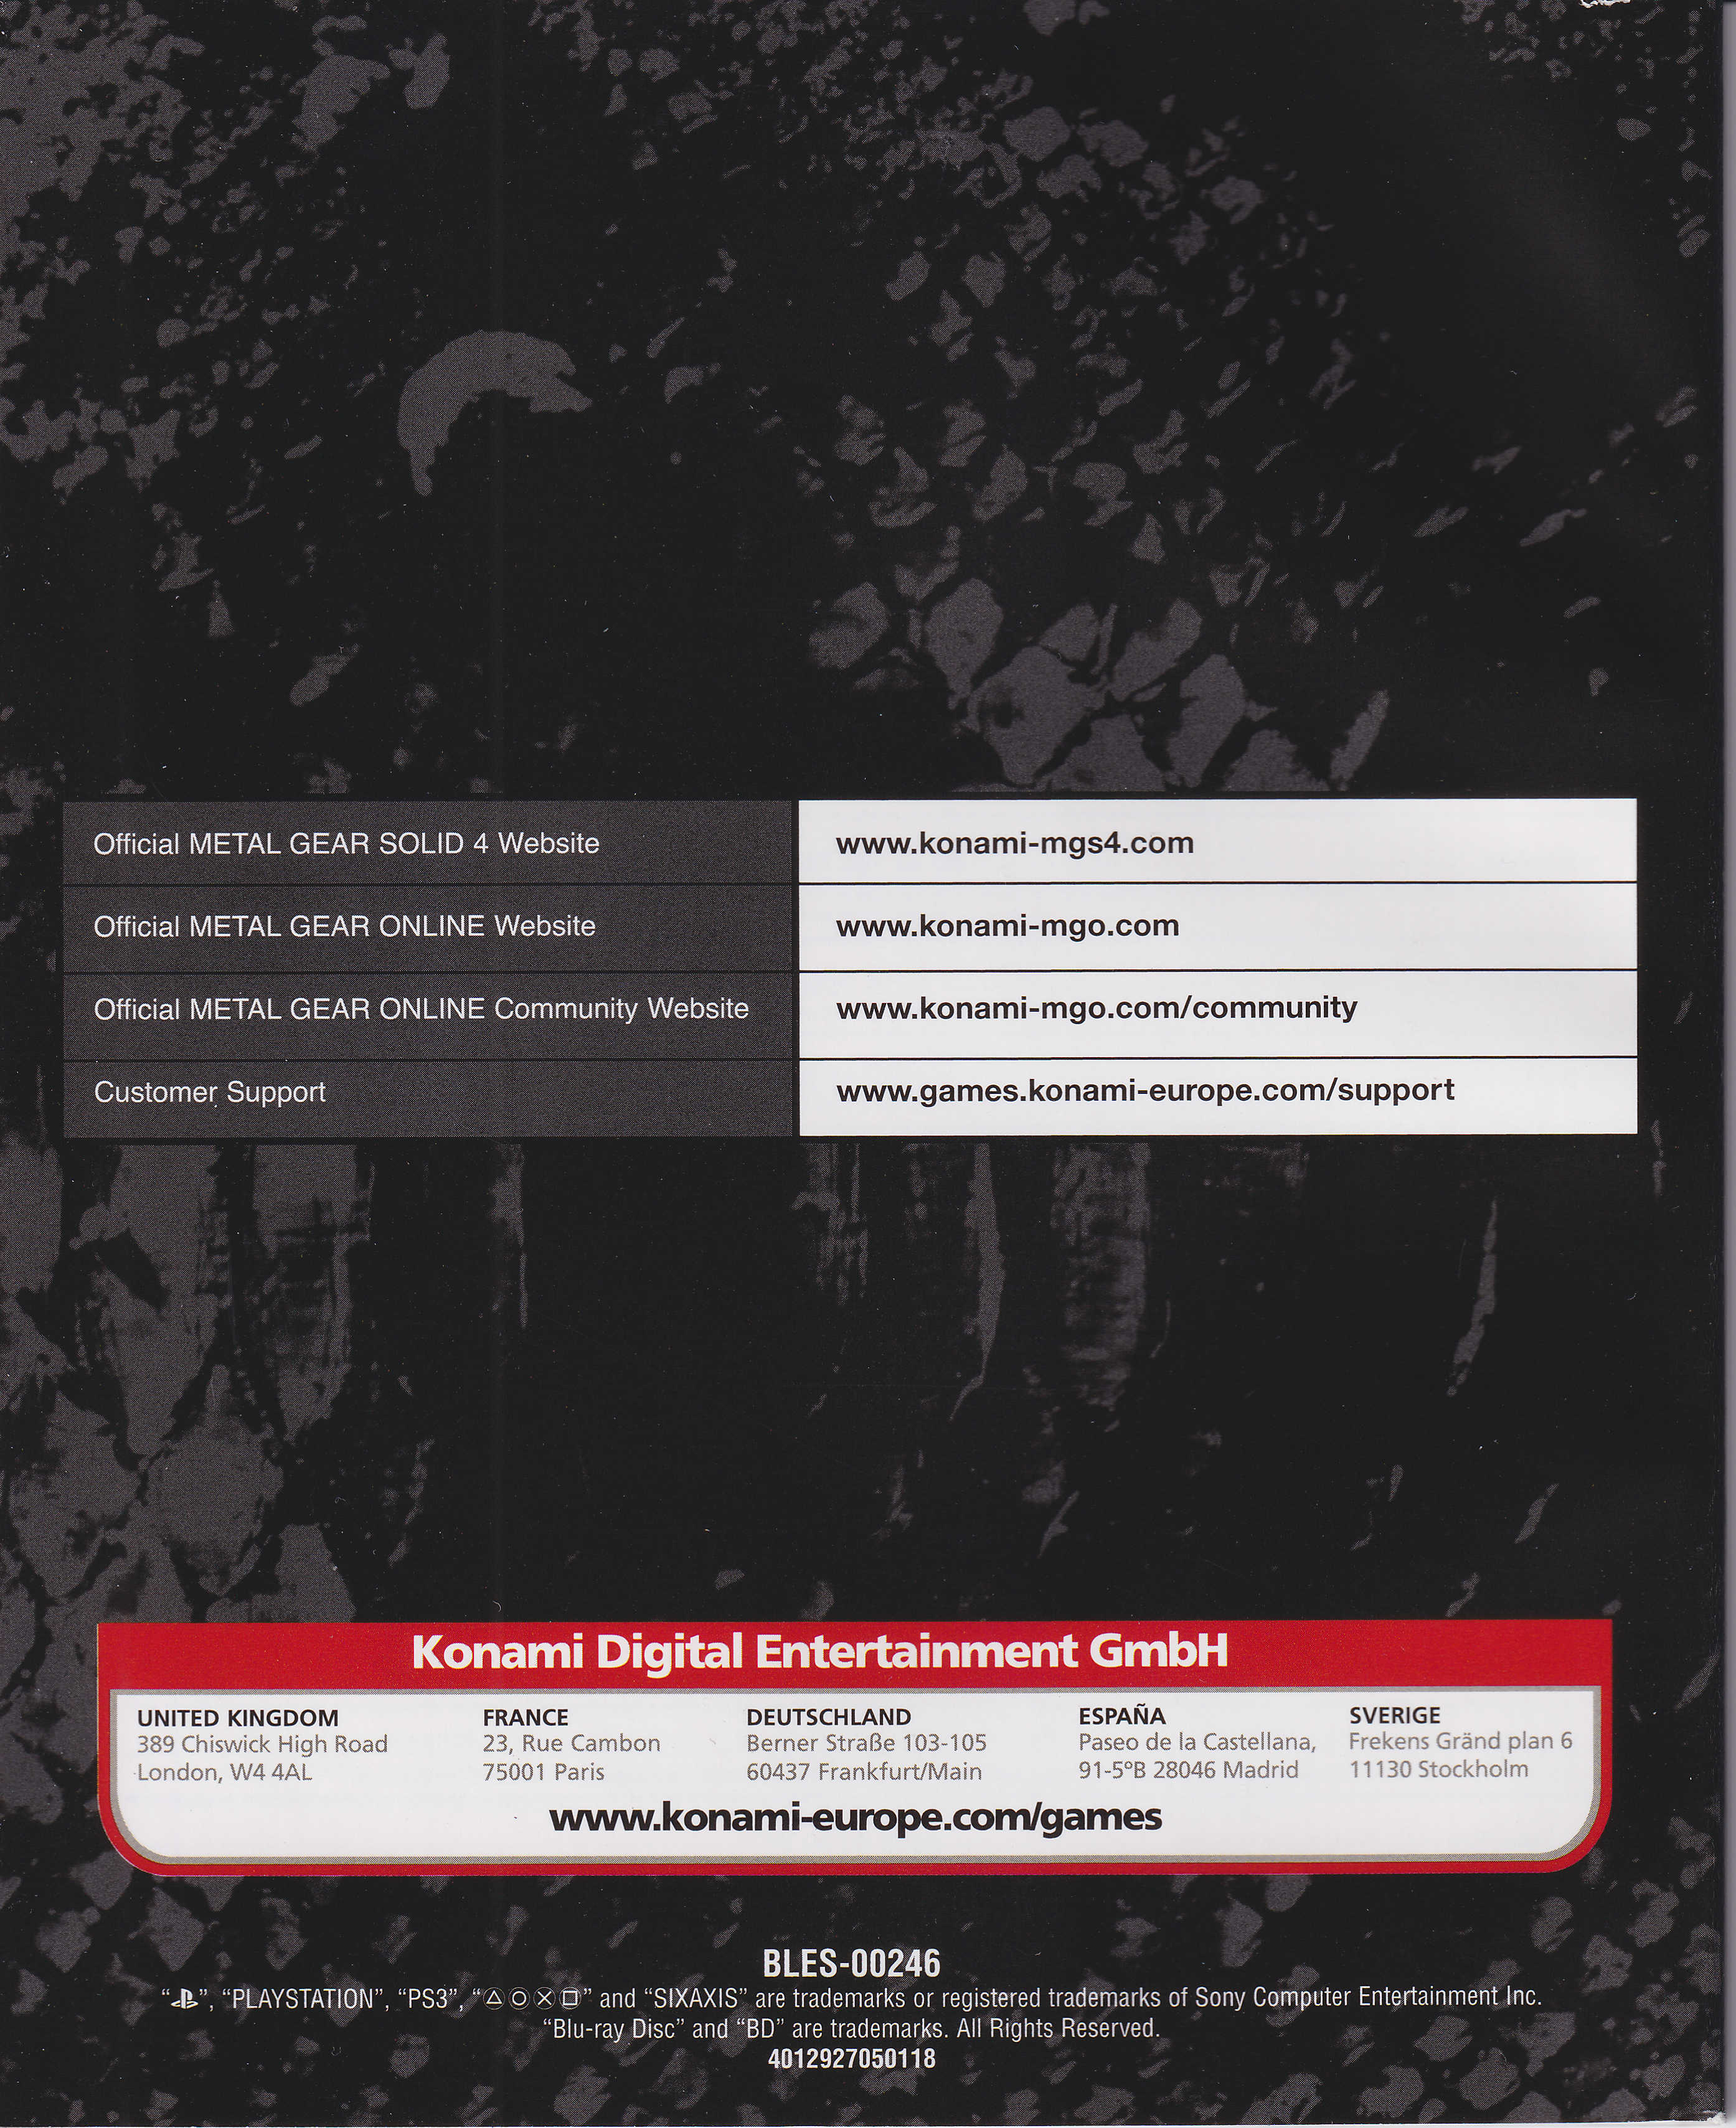 Official METAL GEAR SOLID 4 Website
www.konami-mgs4.com
Official METAL GEAR ONLINE Website
www.konami-mgo.com
Official METAL GEAR ONLINE Community Website
www.konami-mgo.com/community
Customer Support
www.games.konami-europe.com/support
Konami Digital Entertainment GmbH
UNITED KINGDOM
389 Chiswick High Road
London, W4 4AL
FRANCE
23, Rue Cambon
75001 Paris
DEUTSCHLAND
Berner Straße 103-105
60437 Frankfurt/Main
ESPAÑA
Paseo de la Castellana,
91-5ºB 28046 Madrid
SVERIGE
Frekens Gränd plan 6
11130 Stockholm
www.konami-europe.com/games
BLES-00246
“PS”, “PLAYSTATION”, “PS3”, “△○✕□” and “SIXAXIS” are trademarks or registered trademarks of Sony Computer Entertainment Inc.
“Blu-ray Disc” and “BD” are trademarks. All Rights Reserved.
4012927050118